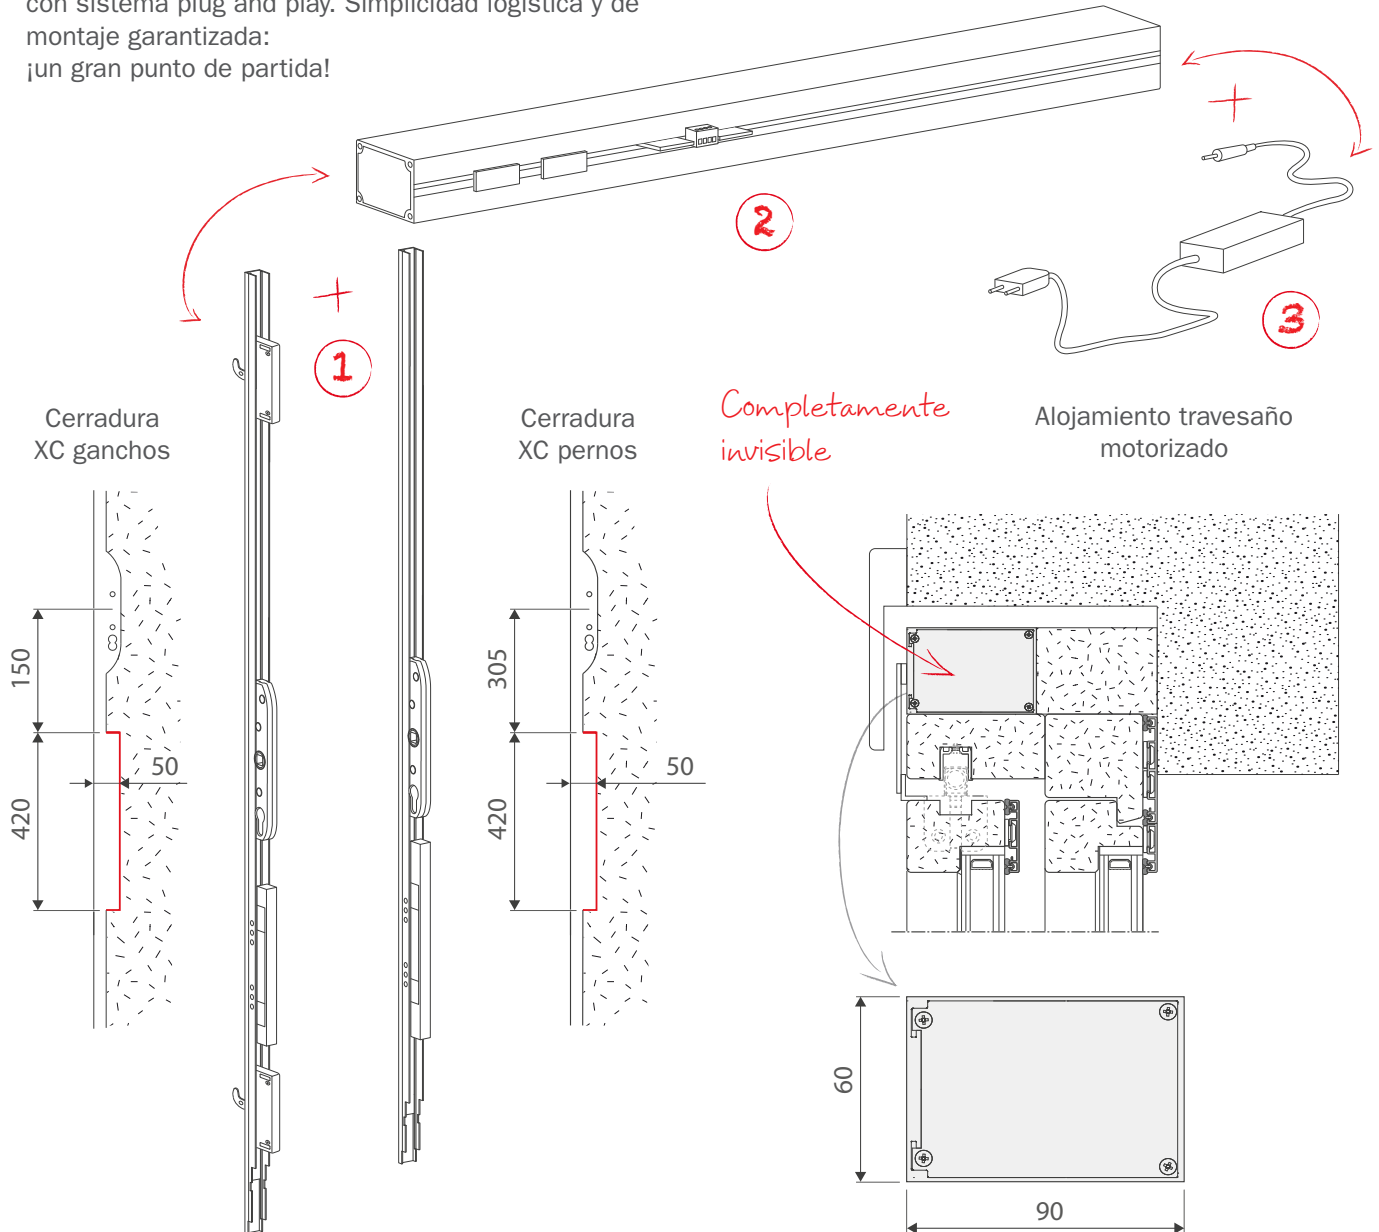 con sistema plug and play. Simplicidad logística y de
montaje garantizada:
¡un gran punto de partida!
+
2
3
+
1
Cerradura
XC ganchos
Cerradura
XC pernos
Completamente
invisible
Alojamiento travesaño
motorizado
150
50
420
305
50
420
60
90